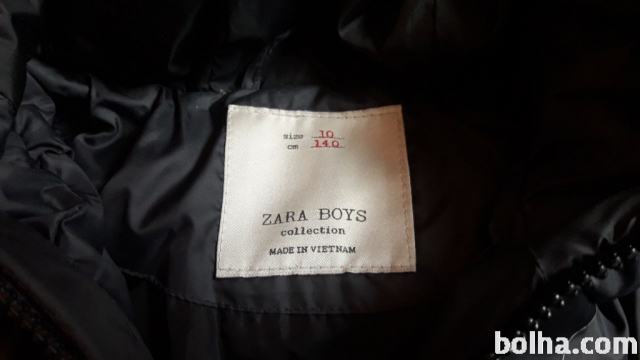 size 10
cm 140
ZARA BOYS
collection
MADE IN VIETNAM
bolha.com